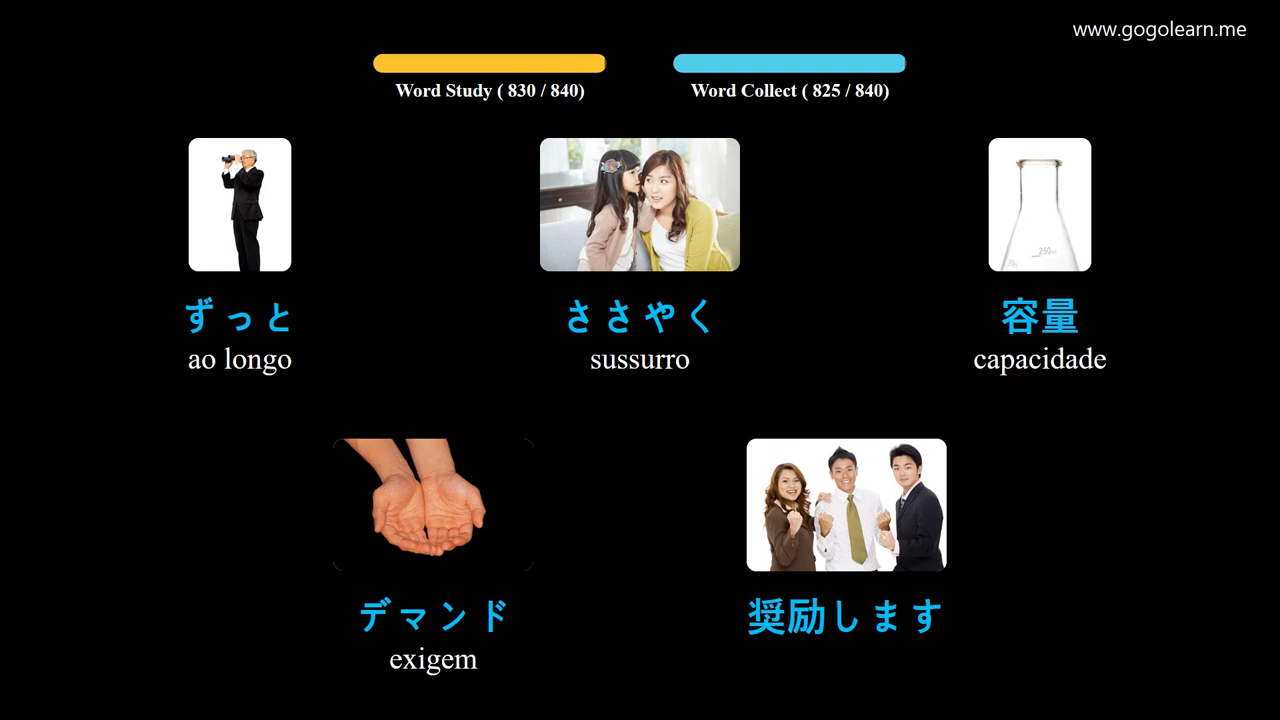 www.gogolearn.me
Word Study ( 830 / 840)
Word Collect ( 825 / 840)
ずっと
ao longo
ささやく
sussurro
250
容量
capacidade
デマンド
exigem
奨励します